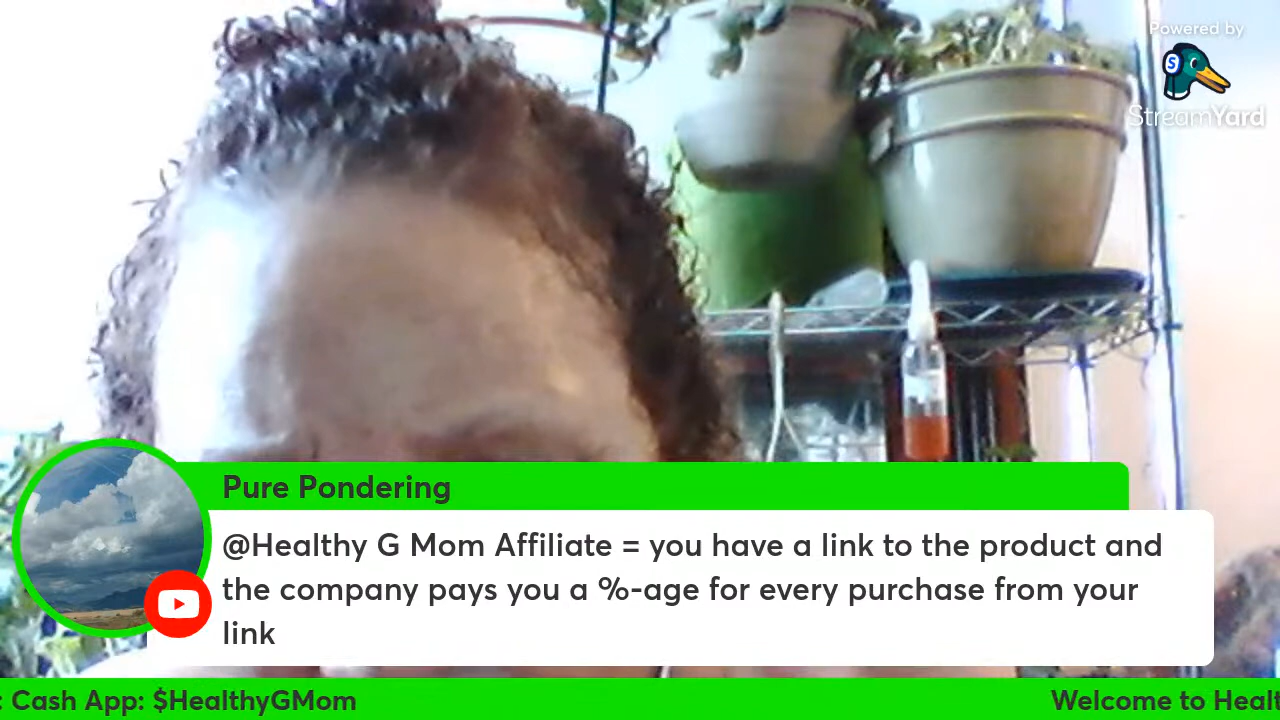 Powered by
S
StreamYard
Pure Pondering
@Healthy G Mom Affiliate = you have a link to the product and
the company pays you a %-age for every purchase from your
link
: Cash App: $HealthyGMom
Welcome to Healt